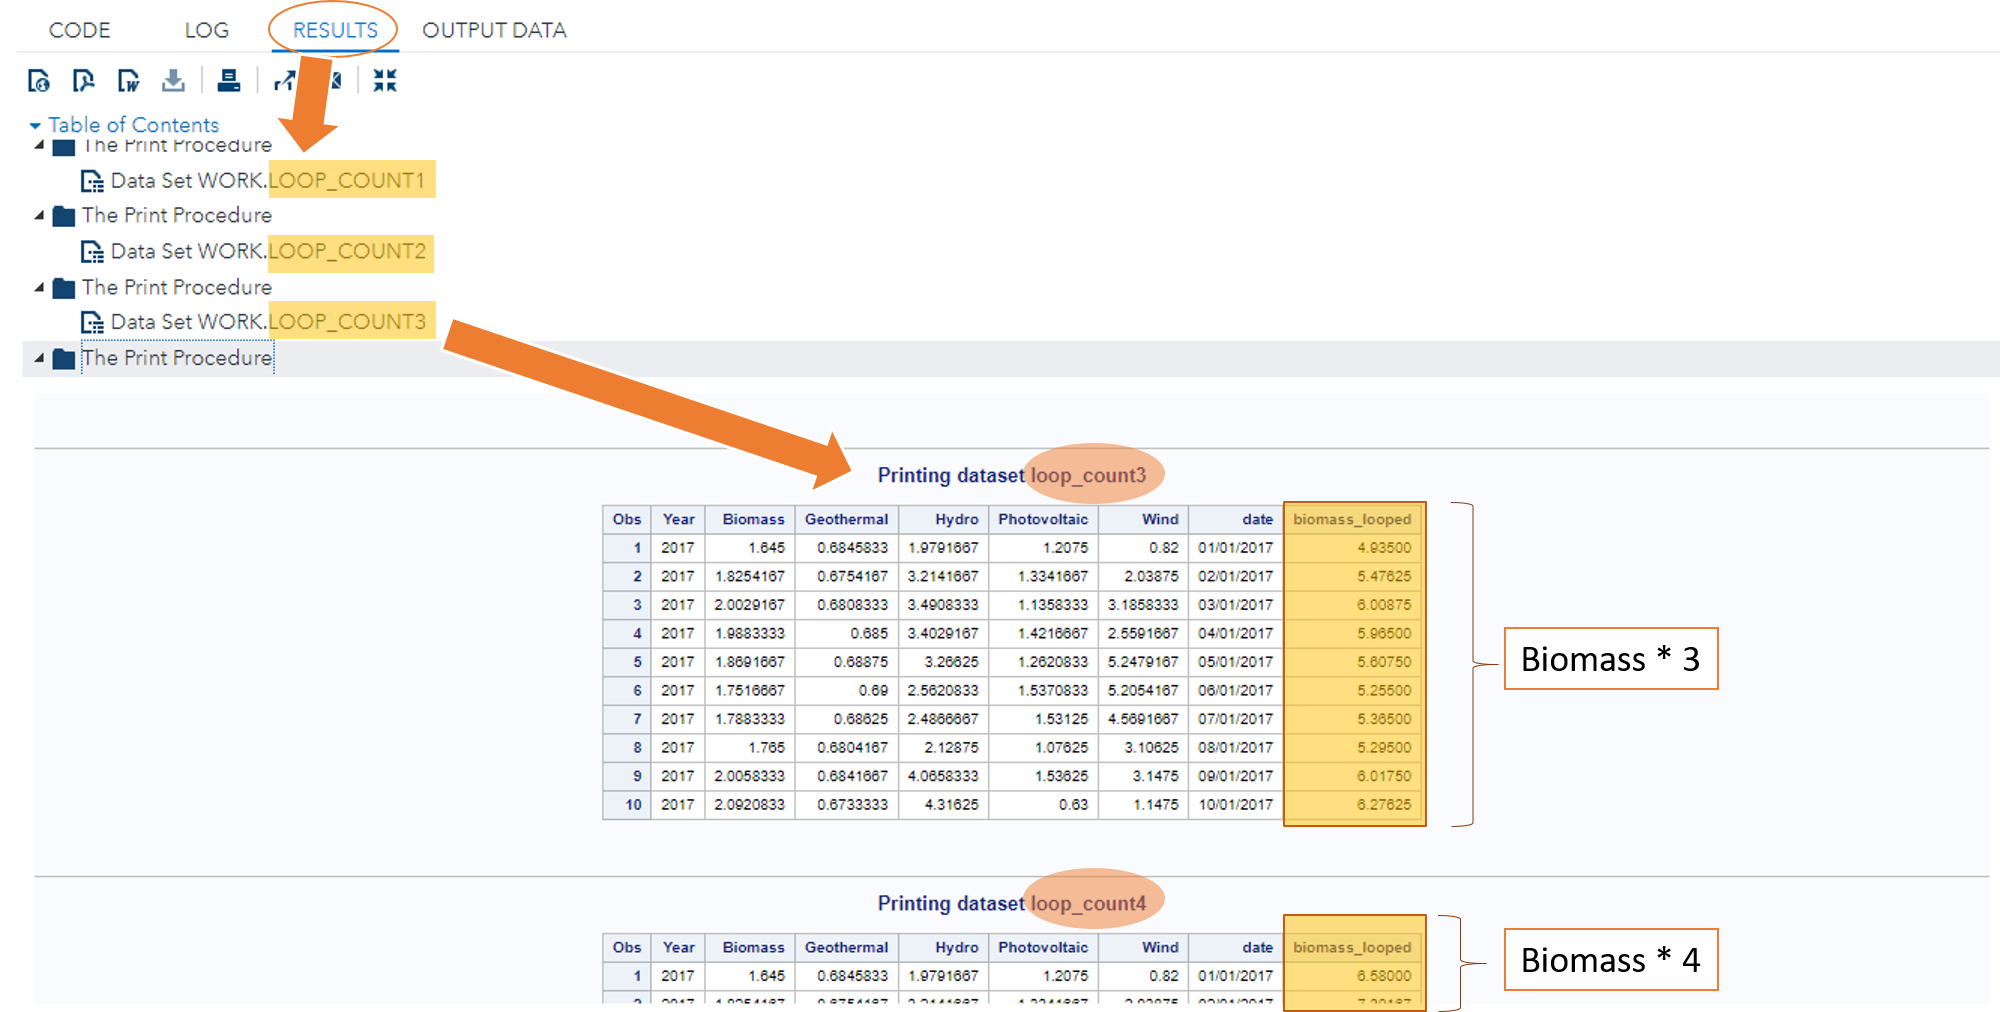 CODE LOG RESULTS OUTPUT DATA
Table of Contents
The Print Procedure
Data Set WORK.LOOP_COUNT1
The Print Procedure
Data Set WORK.LOOP_COUNT2
The Print Procedure
Data Set WORK.LOOP_COUNT3
The Print Procedure
Printing dataset loop_count3
Obs Year Biomass Geothermal Hydro Photovoltaic Wind date biomass_looped
1 2017 1.645 0.6845833 1.9791667 1.2075 0.82 01/01/2017 4.93500
2 2017 1.8254167 0.6754167 3.2141667 1.3341667 2.03875 02/01/2017 5.47625
3 2017 2.0029167 0.6808333 3.4908333 1.1358333 3.1858333 03/01/2017 6.00875
4 2017 1.9883333 0.685 3.4029167 1.4216667 2.5591667 04/01/2017 5.96500
5 2017 1.8691667 0.68875 3.26625 1.2620833 5.2479167 05/01/2017 5.60750
6 2017 1.7516667 0.69 2.5620833 1.5370833 5.2054167 06/01/2017 5.25500
7 2017 1.7883333 0.68625 2.4866667 1.53125 4.5691667 07/01/2017 5.36500
8 2017 1.765 0.6804167 2.12875 1.07625 3.10625 08/01/2017 5.29500
9 2017 2.0058333 0.6841667 4.0658333 1.53625 3.1475 09/01/2017 6.01750
10 2017 2.0920833 0.6733333 4.31625 0.63 1.1475 10/01/2017 6.27625
Biomass * 3
Printing dataset loop_count4
Obs Year Biomass Geothermal Hydro Photovoltaic Wind date biomass_looped
1 2017 1.645 0.6845833 1.9791667 1.2075 0.82 01/01/2017 6.58000
Biomass * 4